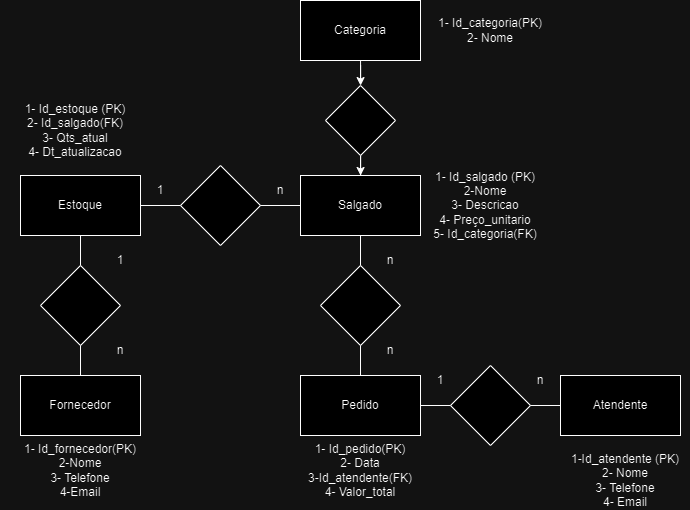 Categoria
1- Id_categoria(PK)
2- Nome
1- Id_estoque (PK)
2- Id_salgado(FK)
3- Qts_atual
4- Dt_atualizacao
Estoque
1
n
Salgado
1- Id_salgado (PK)
2-Nome
3- Descricao
4- Preço_unitario
5- Id_categoria(FK)
1
n
n
n
Fornecedor
1- Id_fornecedor(PK)
2-Nome
3- Telefone
4-Email
Pedido
1- Id_pedido(PK)
2- Data
3-Id_atendente(FK)
4- Valor_total
1
n
Atendente
1-Id_atendente (PK)
2- Nome
3- Telefone
4- Email